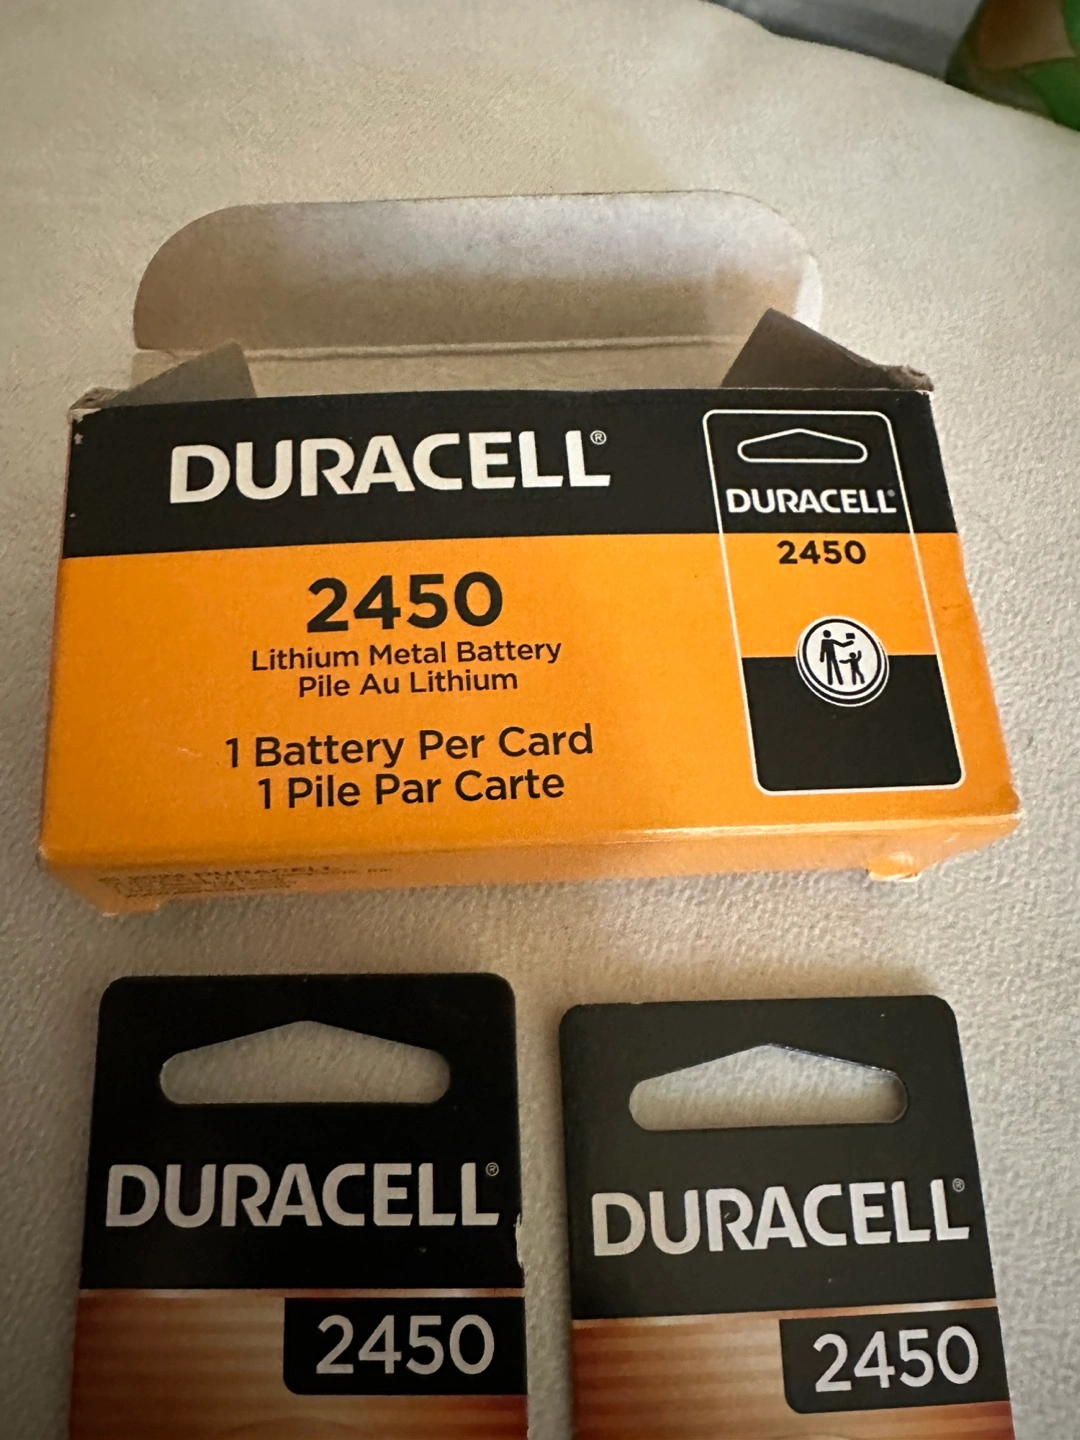 DURACELL®
2450
Lithium Metal Battery
Pile Au Lithium
1 Battery Per Card
1 Pile Par Carte
DURACELL®
2450
DURACELL
DURACELL®
2450
DURACELL®
2450